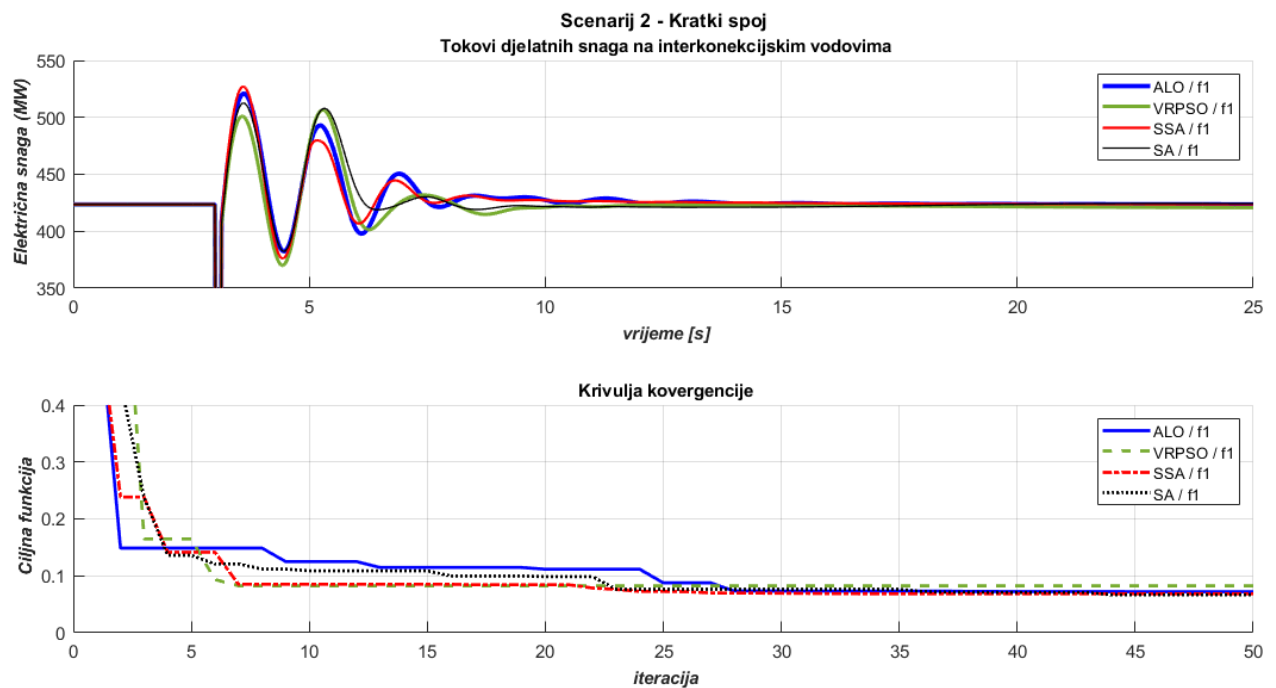 Scenarij 2 - Kratki spoj
Tokovi djelatnih snaga na interkonekcijskim vodovima
Električna snaga (MW)
550
500
450
400
350
0 5 10 15 20 25
vrijeme [s]
ALO / f1
VRPSO / f1
SSA / f1
SA / f1
Krivulja kovergencije
Ciljna funkcija
0.4
0.3
0.2
0.1
0
0 5 10 15 20 25 30 35 40 45 50
iteracija
ALO / f1
VRPSO / f1
SSA / f1
SA / f1